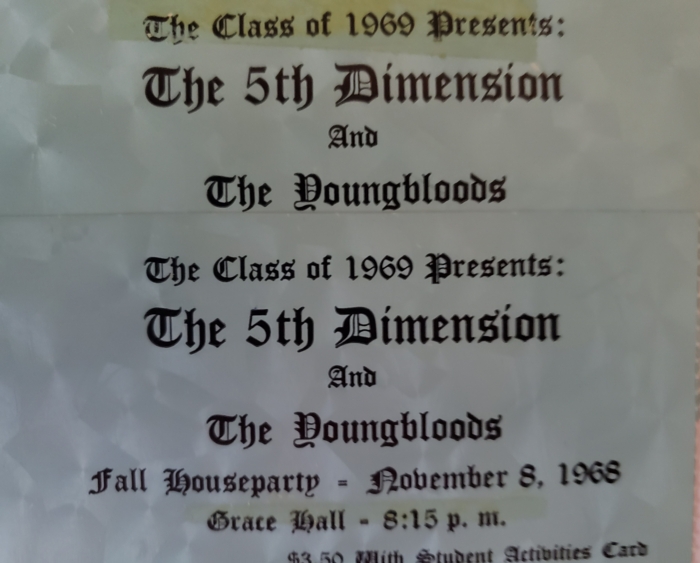 The Class of 1969 Presents:
The 5th Dimension
And
The Youngbloods
The Class of 1969 Presents:
The 5th Dimension
And
The Youngbloods
Fall Houseparty - November 8, 1968
Grace Hall - 8:15 p. m.
$3.50 With Student Activities Card